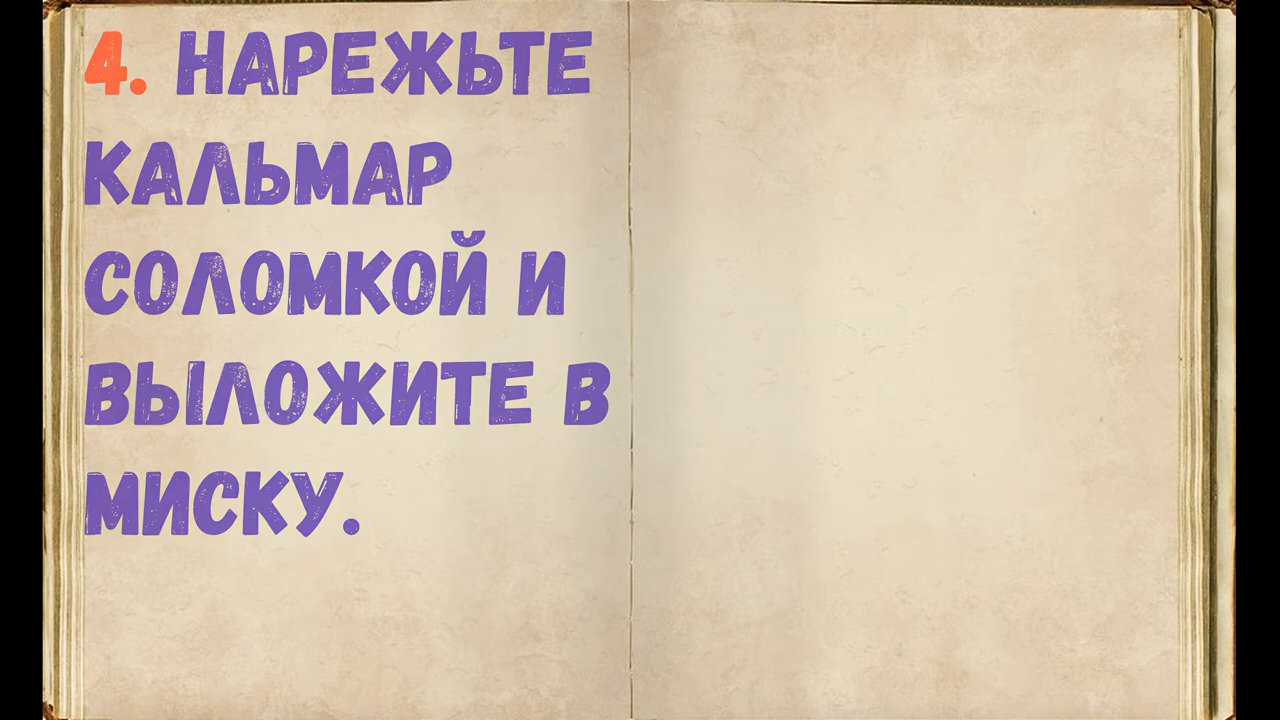 4. НАРЕЖЬТЕ
КАЛЬМАР
СОЛОМКОЙ И
ВЫЛОЖИТЕ В
МИСКУ.